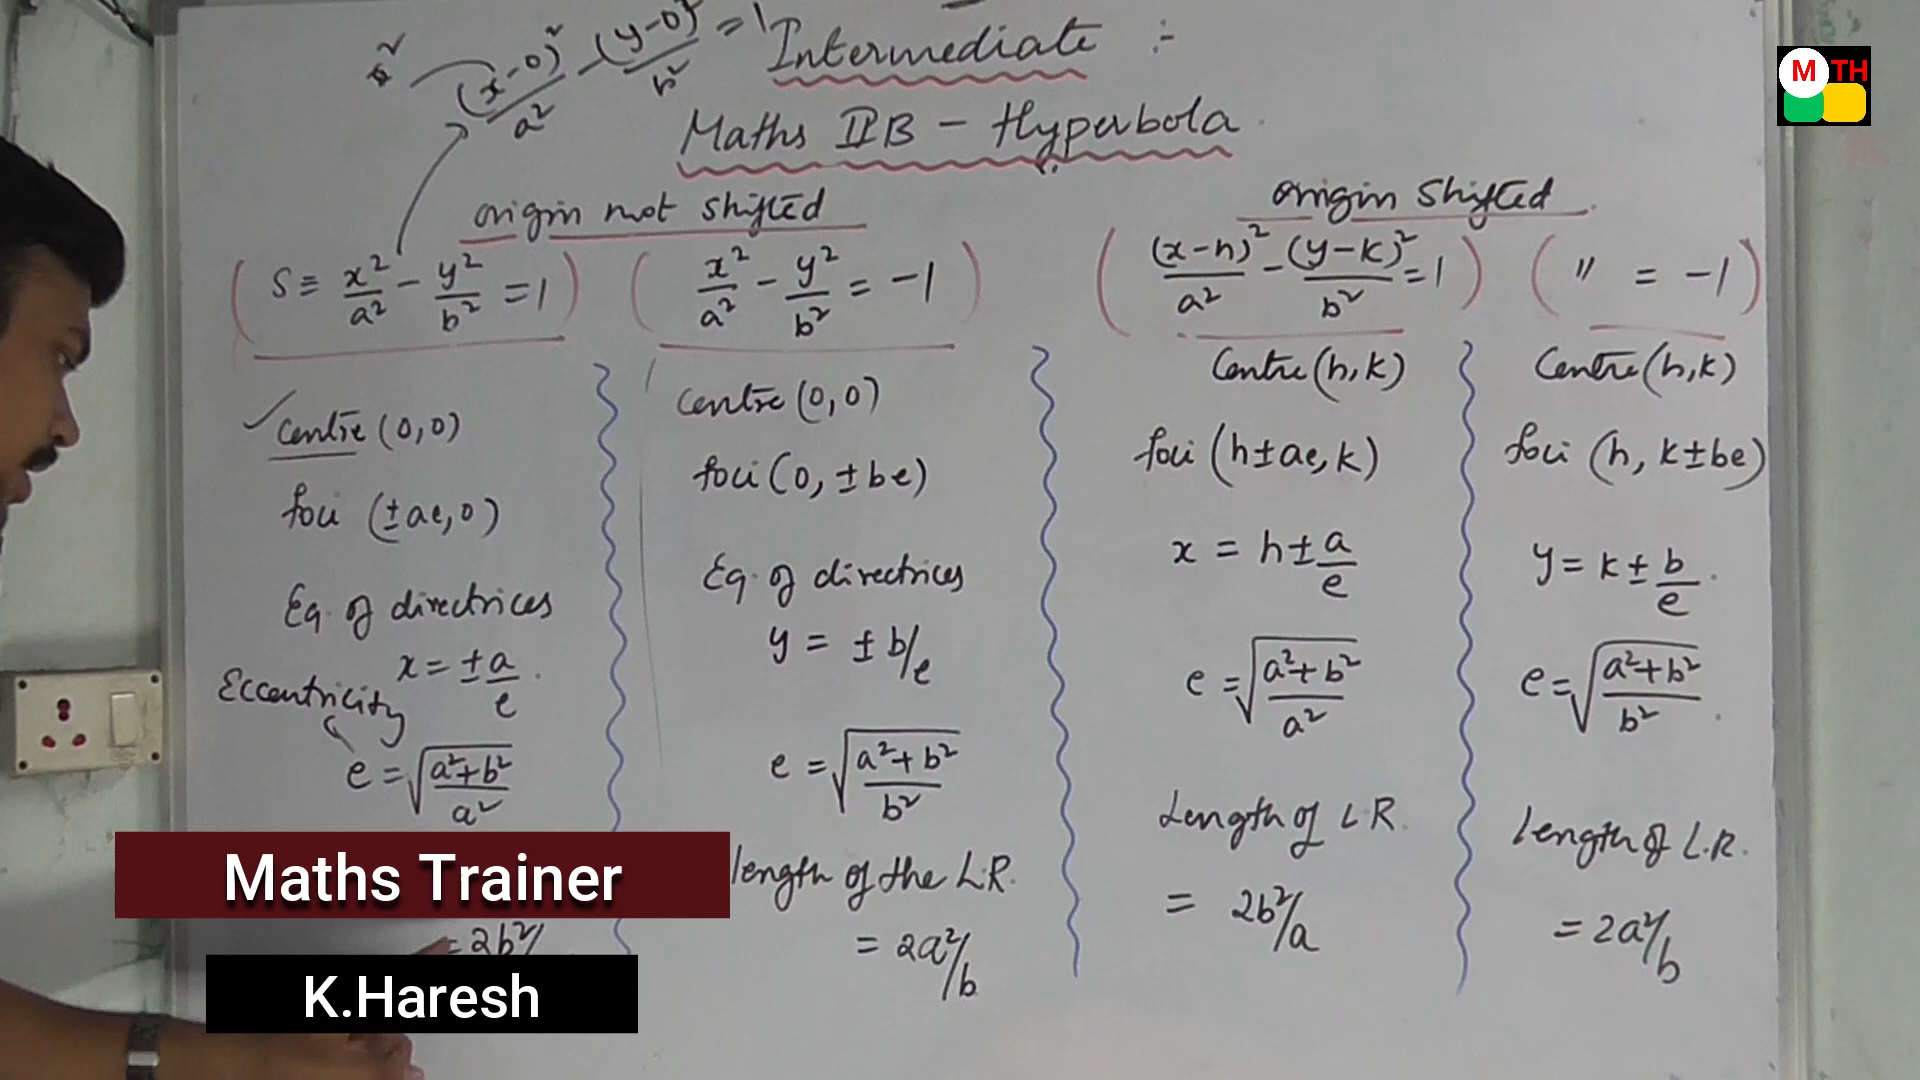 (x-0)²/a² - (y-0)²/b² = 1
Intermediate :-
Maths IIB - Hyperbola
M TH
origin not shifted
S ≡ x²/a² - y²/b² = 1
x²/a² - y²/b² = -1
centre (0,0)
foci (±ae,0)
Eq. of directrices
x = ±a/e.
Eccentricity
e = √(a²+b²/a²)
= 2b²/
centre (0,0)
foci (0, ±be)
Eq. of directrices
y = ± b/e
e = √(a²+b²/b²)
length of the L.R.
= 2a²/b
origin shifted
(x-h)²/a² - (y-k)²/b² = 1
( " = -1 )
Centre (h,k)
foci (h±ae, k)
x = h±a/e
e = √(a²+b²/a²)
Length of L R.
= 2b²/a
Centre (h,k)
foci (h, k±be)
y = k ± b/e.
e = √(a²+b²/b²).
length of L.R.
= 2a²/b
Maths Trainer
K.Haresh